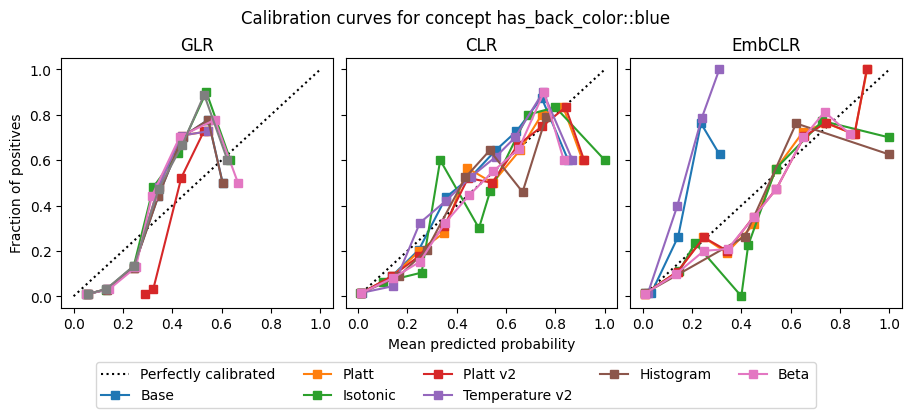 Calibration curves for concept has_back_color::blue
GLR
CLR
EmbCLR
Fraction of positives
1.0
0.8
0.6
0.4
0.2
0.0
0.0 0.2 0.4 0.6 0.8 1.0
0.0 0.2 0.4 0.6 0.8 1.0
0.0 0.2 0.4 0.6 0.8 1.0
Mean predicted probability
Perfectly calibrated
Base
Platt
Isotonic
Platt v2
Temperature v2
Histogram
Beta